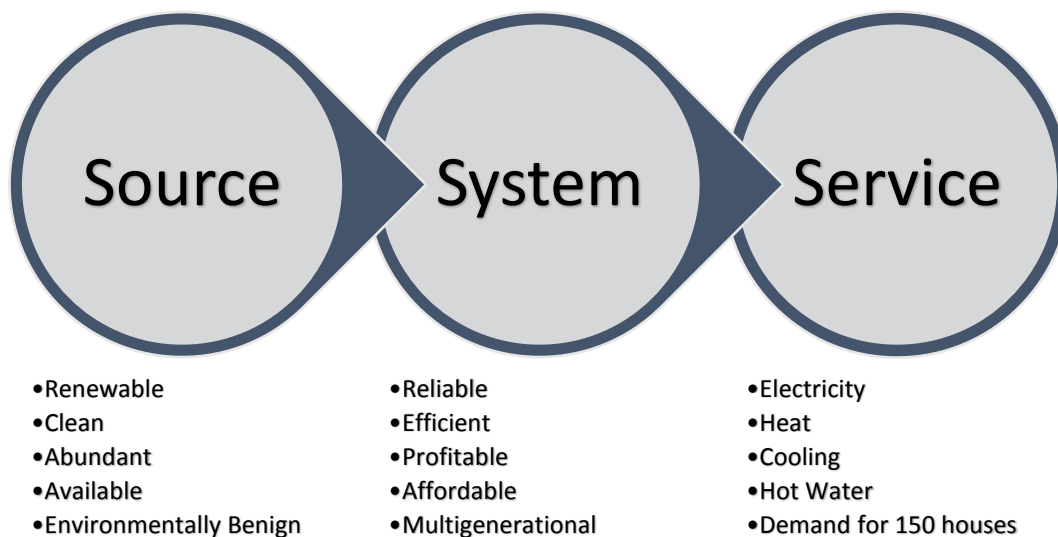 Source
System
Service
•Renewable
•Clean
•Abundant
•Available
•Environmentally Benign
•Reliable
•Efficient
•Profitable
•Affordable
•Multigenerational
•Electricity
•Heat
•Cooling
•Hot Water
•Demand for 150 houses